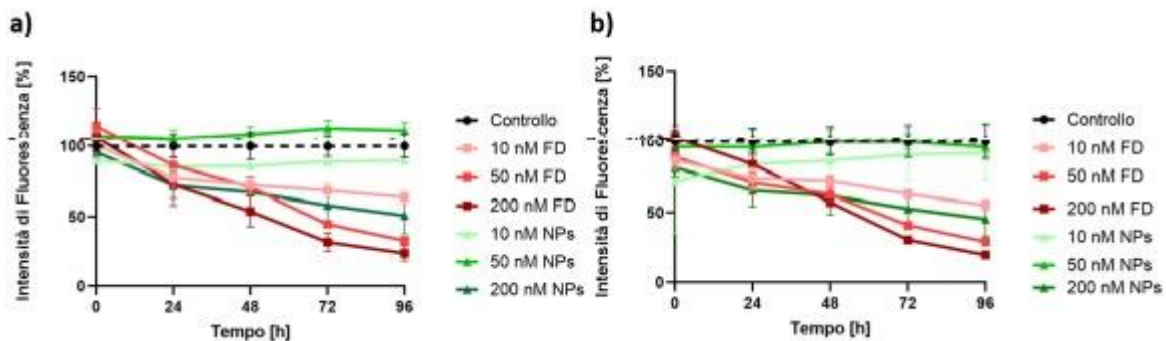 a)
Intensità di Fluorescenza [%]
150
100
50
0
0 24 48 72 96
Tempo [h]
Controllo
10 nM FD
50 nM FD
200 nM FD
10 nM NPs
50 nM NPs
200 nM NPs
b)
Intensità di Fluorescenza [%]
150
100
50
0
0 24 48 72 96
Tempo [h]
Controllo
10 nM FD
50 nM FD
200 nM FD
10 nM NPs
50 nM NPs
200 nM NPs